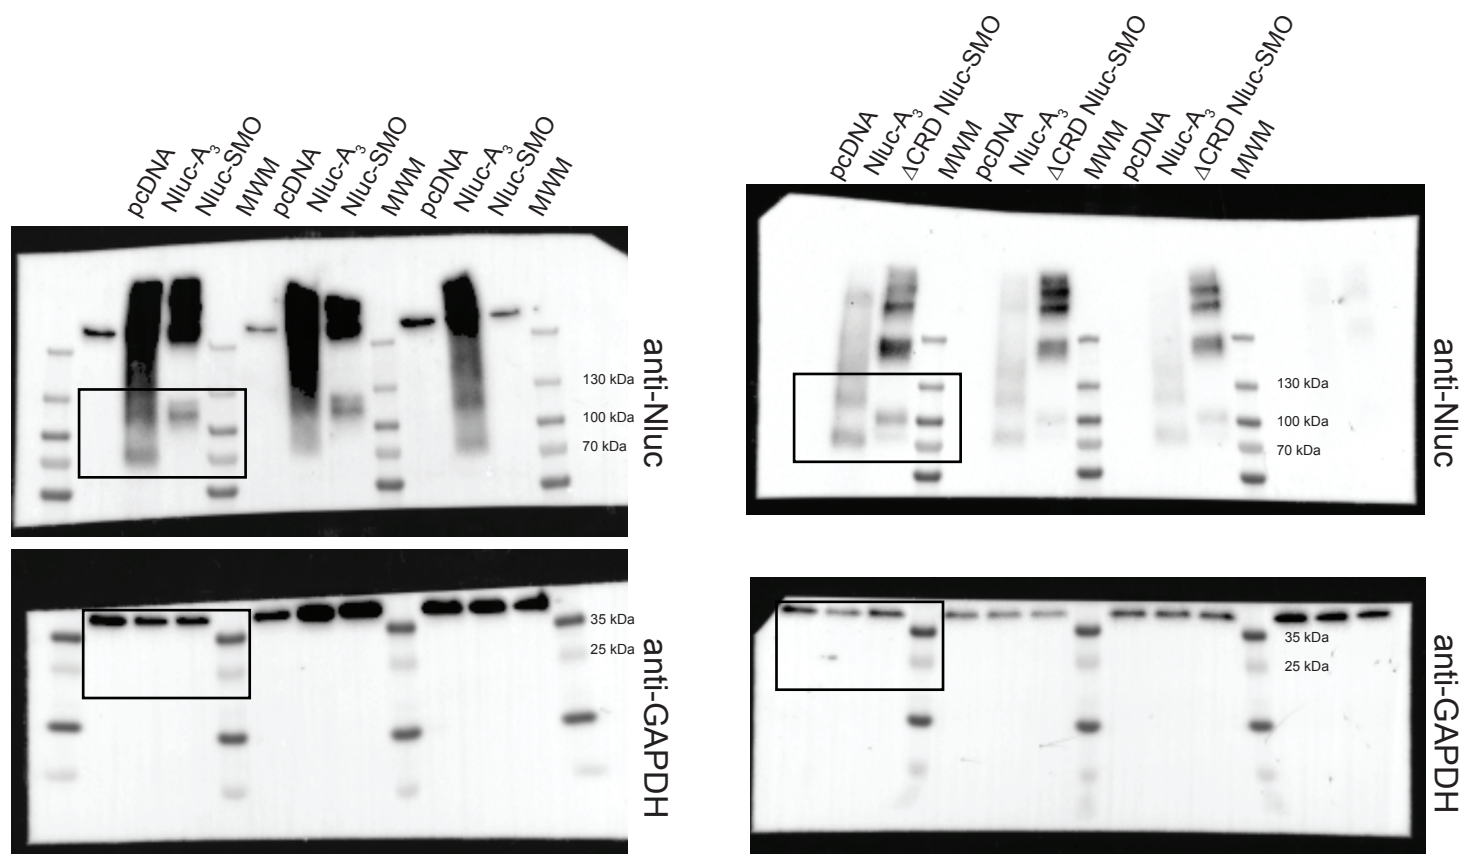 pcDNA
Nluc-A3
Nluc-SMO
MWM
pcDNA
Nluc-A3
Nluc-SMO
MWM
pcDNA
Nluc-A3
Nluc-SMO
MWM
130 kDa
100 kDa
70 kDa
anti-Nluc
35 kDa
25 kDa
anti-GAPDH
pcDNA
Nluc-A3
ΔCRD Nluc-SMO
MWM
pcDNA
Nluc-A3
ΔCRD Nluc-SMO
MWM
pcDNA
Nluc-A3
ΔCRD Nluc-SMO
MWM
130 kDa
100 kDa
70 kDa
anti-Nluc
35 kDa
25 kDa
anti-GAPDH